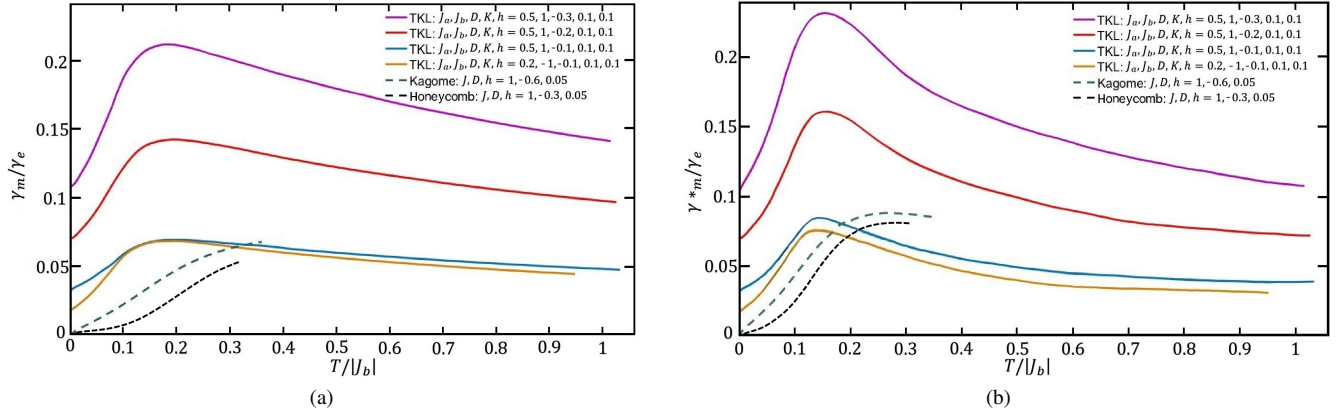 TKL: J_a, J_b, D, K, h = 0.5, 1, -0.3, 0.1, 0.1
TKL: J_a, J_b, D, K, h = 0.5, 1, -0.2, 0.1, 0.1
TKL: J_a, J_b, D, K, h = 0.5, 1, -0.1, 0.1, 0.1
TKL: J_a, J_b, D, K, h = 0.2, -1, -0.1, 0.1, 0.1
Kagome: J, D, h = 1, -0.6, 0.05
Honeycomb: J, D, h = 1, -0.3, 0.05
γ_m/γ_e
0.2
0.15
0.1
0.05
0
0 0.1 0.2 0.3 0.4 0.5 0.6 0.7 0.8 0.9 1
T/|J_b|
(a)
TKL: J_a, J_b, D, K, h = 0.5, 1, -0.3, 0.1, 0.1
TKL: J_a, J_b, D, K, h = 0.5, 1, -0.2, 0.1, 0.1
TKL: J_a, J_b, D, K, h = 0.5, 1, -0.1, 0.1, 0.1
TKL: J_a, J_b, D, K, h = 0.2, -1, -0.1, 0.1, 0.1
Kagome: J, D, h = 1, -0.6, 0.05
Honeycomb: J, D, h = 1, -0.3, 0.05
γ*_m/γ_e
0.2
0.15
0.1
0.05
0
0 0.1 0.2 0.3 0.4 0.5 0.6 0.7 0.8 0.9 1
T/|J_b|
(b)